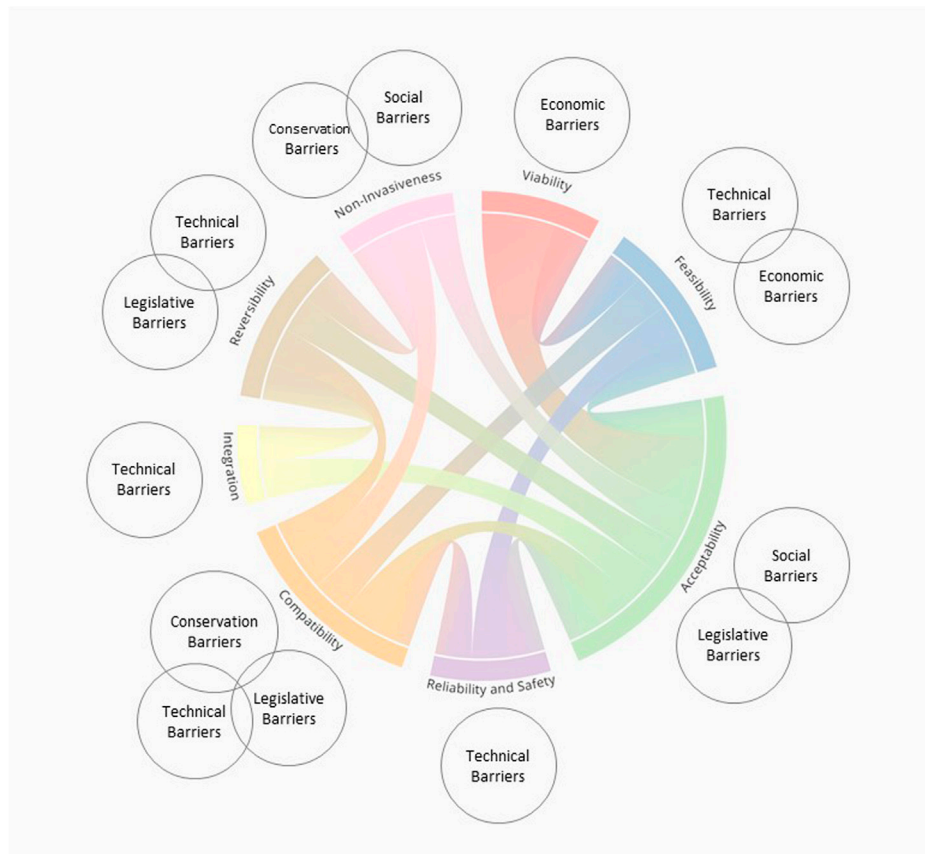 Social
Barriers
Conservation
Barriers
Economic
Barriers
Non-Invasiveness
Viability
Technical
Barriers
Economic
Barriers
Feasibility
Technical
Barriers
Legislative
Barriers
Reversibility
Technical
Barriers
Integration
Acceptability
Social
Barriers
Legislative
Barriers
Compatibility
Conservation
Barriers
Technical
Barriers
Legislative
Barriers
Reliability and Safety
Technical
Barriers